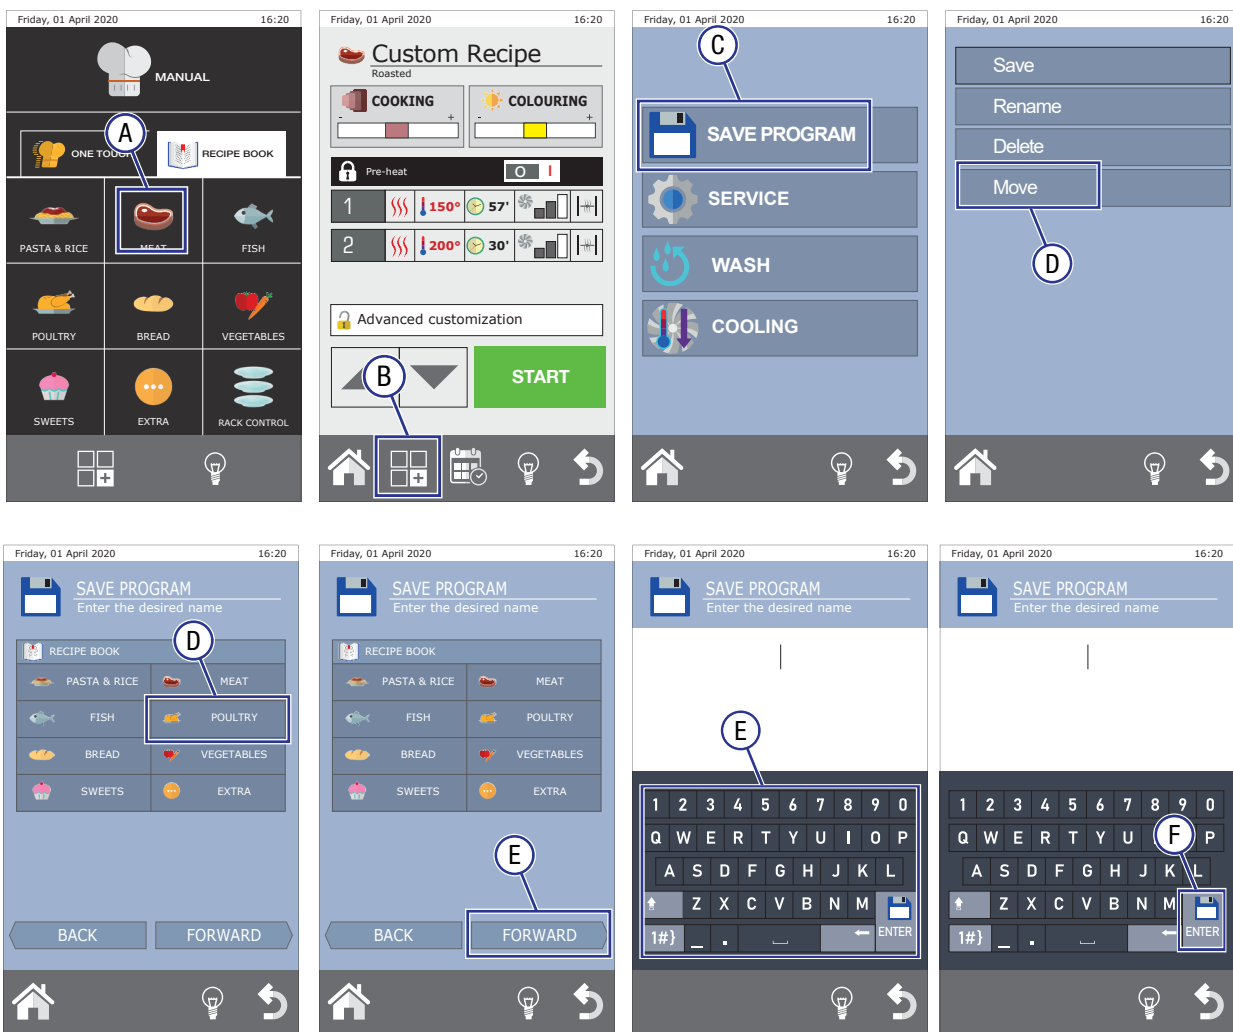 Friday, 01 April 2020 16:20
MANUAL
A
ONE TOUCH
RECIPE BOOK
PASTA & RICE
MEAT
FISH
POULTRY
BREAD
VEGETABLES
SWEETS
EXTRA
RACK CONTROL
Friday, 01 April 2020 16:20
Custom Recipe
Roasted
COOKING
- +
COLOURING
- +
Pre-heat O I
1 150° 57'
2 200° 30'
Advanced customization
B
START
Friday, 01 April 2020 16:20
C
SAVE PROGRAM
SERVICE
WASH
COOLING
Friday, 01 April 2020 16:20
Save
Rename
Delete
Move
D
Friday, 01 April 2020 16:20
SAVE PROGRAM
Enter the desired name
D
RECIPE BOOK
PASTA & RICE MEAT
FISH POULTRY
BREAD VEGETABLES
SWEETS EXTRA
BACK FORWARD
Friday, 01 April 2020 16:20
SAVE PROGRAM
Enter the desired name
RECIPE BOOK
PASTA & RICE MEAT
FISH POULTRY
BREAD VEGETABLES
SWEETS EXTRA
E
BACK FORWARD
Friday, 01 April 2020 16:20
SAVE PROGRAM
Enter the desired name
E
1 2 3 4 5 6 7 8 9 0
Q W E R T Y U I O P
A S D F G H J K L
Z X C V B N M
1#} _ . ENTER
Friday, 01 April 2020 16:20
SAVE PROGRAM
Enter the desired name
1 2 3 4 5 6 7 8 9 0
Q W E R T Y U F P
A S D F G H J K L
Z X C V B N M
1#} _ . ENTER